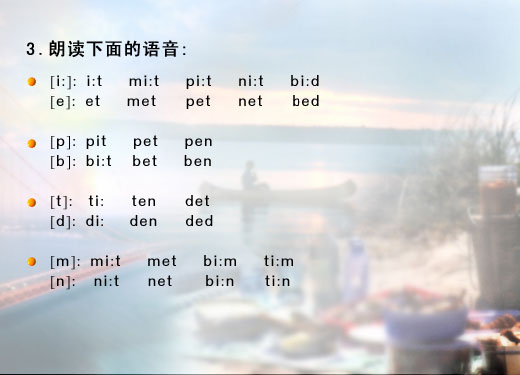 3.朗读下面的语音:
[i:]: i:t mi:t pi:t ni:t bi:d
[e]: et met pet net bed
[p]: pit pet pen
[b]: bi:t bet ben
[t]: ti: ten det
[d]: di: den ded
[m]: mi:t met bi:m ti:m
[n]: ni:t net bi:n ti:n